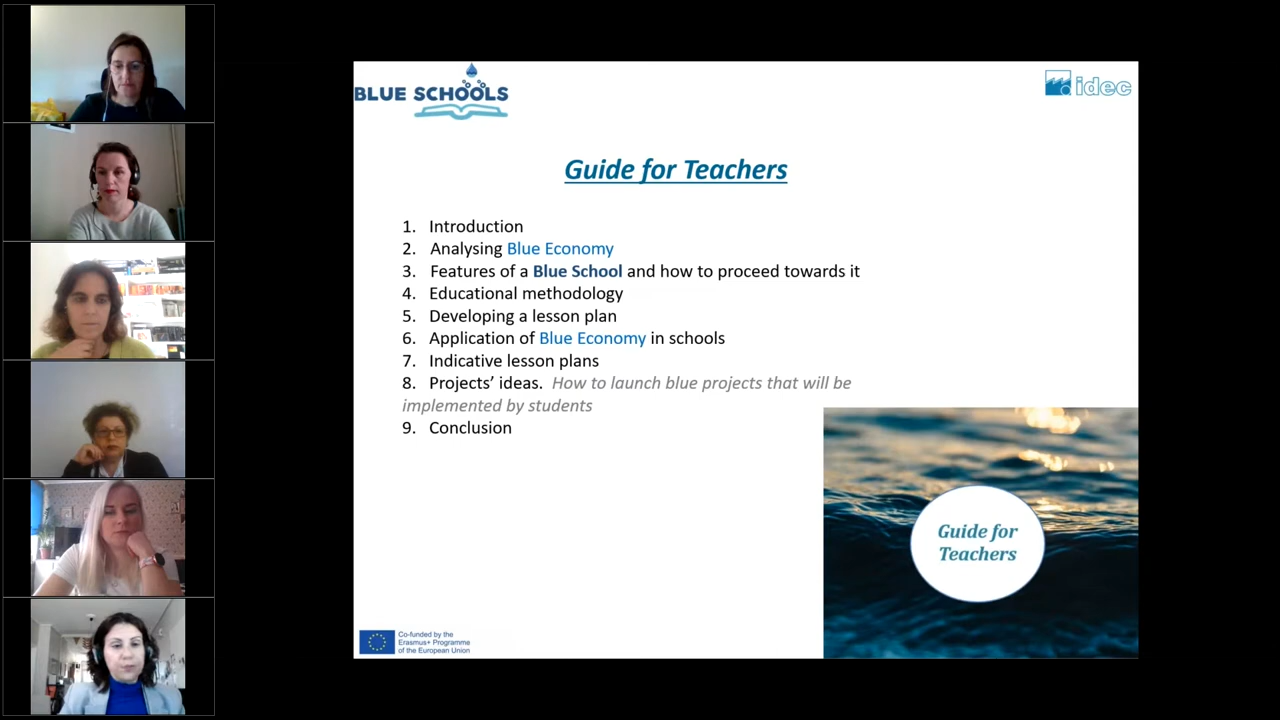 BLUE SCHOOLS
idec
Guide for Teachers
1. Introduction
2. Analysing Blue Economy
3. Features of a Blue School and how to proceed towards it
4. Educational methodology
5. Developing a lesson plan
6. Application of Blue Economy in schools
7. Indicative lesson plans
8. Projects’ ideas. How to launch blue projects that will be
implemented by students
9. Conclusion
Guide for
Teachers
Co-funded by the
Erasmus+ Programme
of the European Union